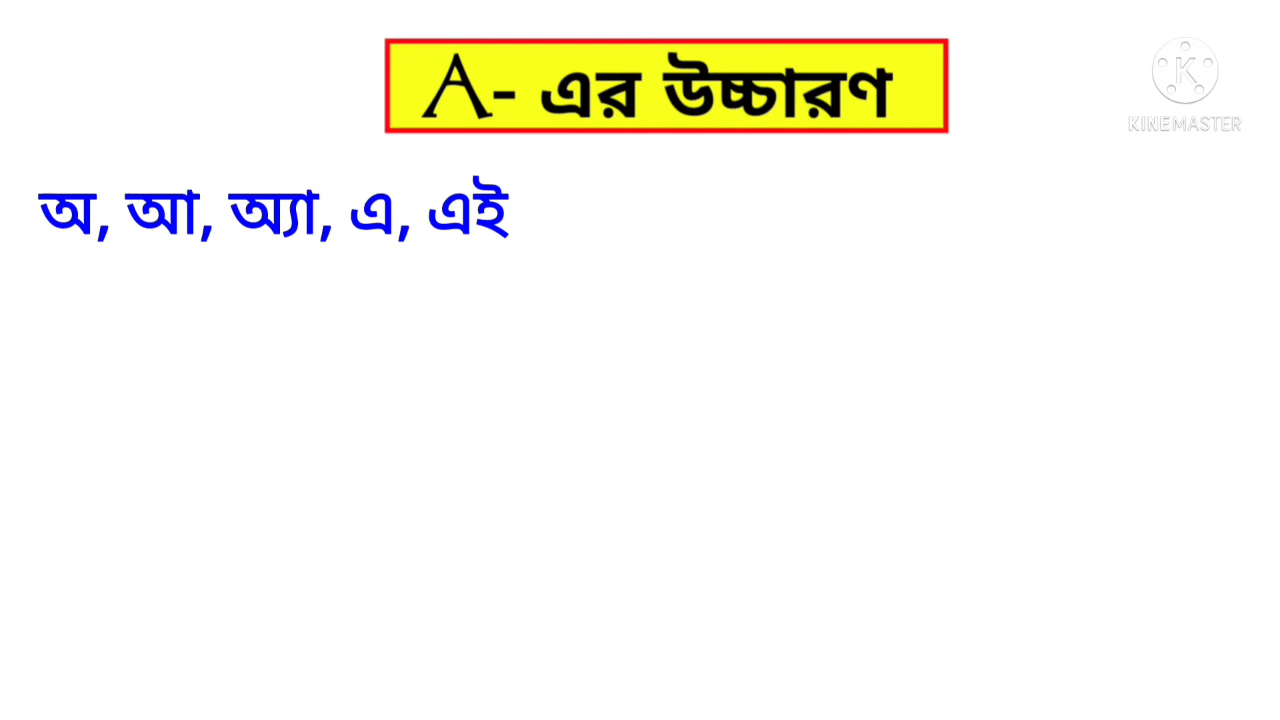 A- এর উচ্চারণ
K
KINEMASTER
অ, আ, অ্যা, এ, এই